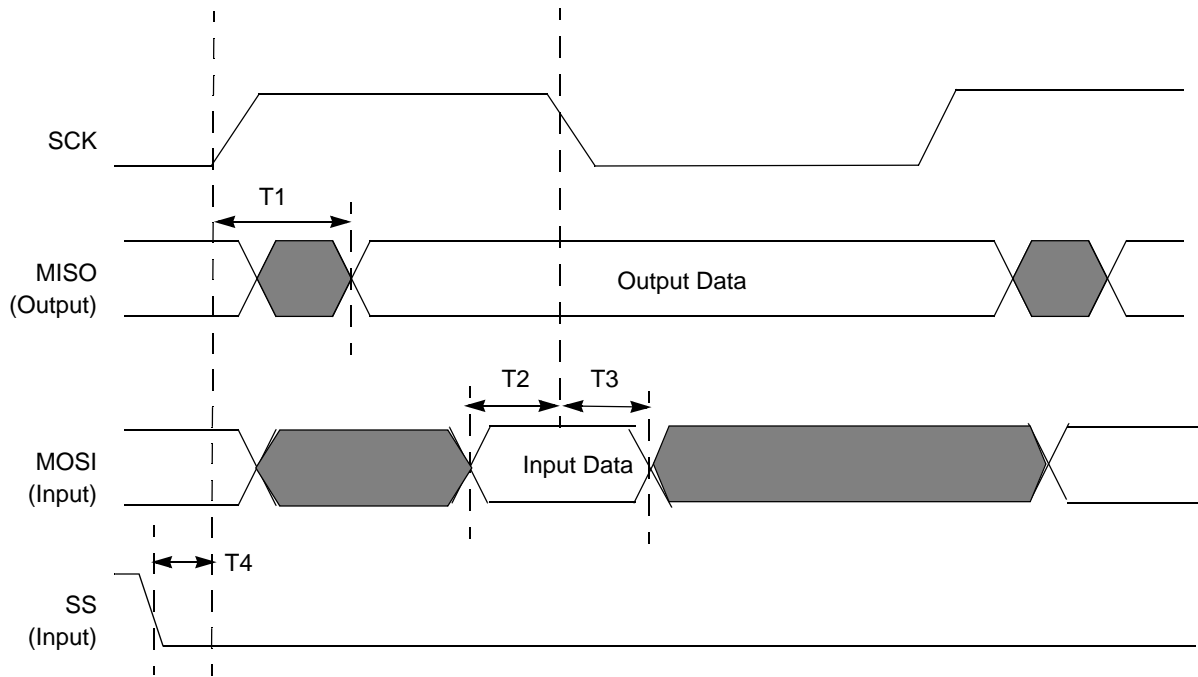 SCK
T1
MISO
(Output)
Output Data
T2
T3
MOSI
(Input)
Input Data
T4
SS
(Input)